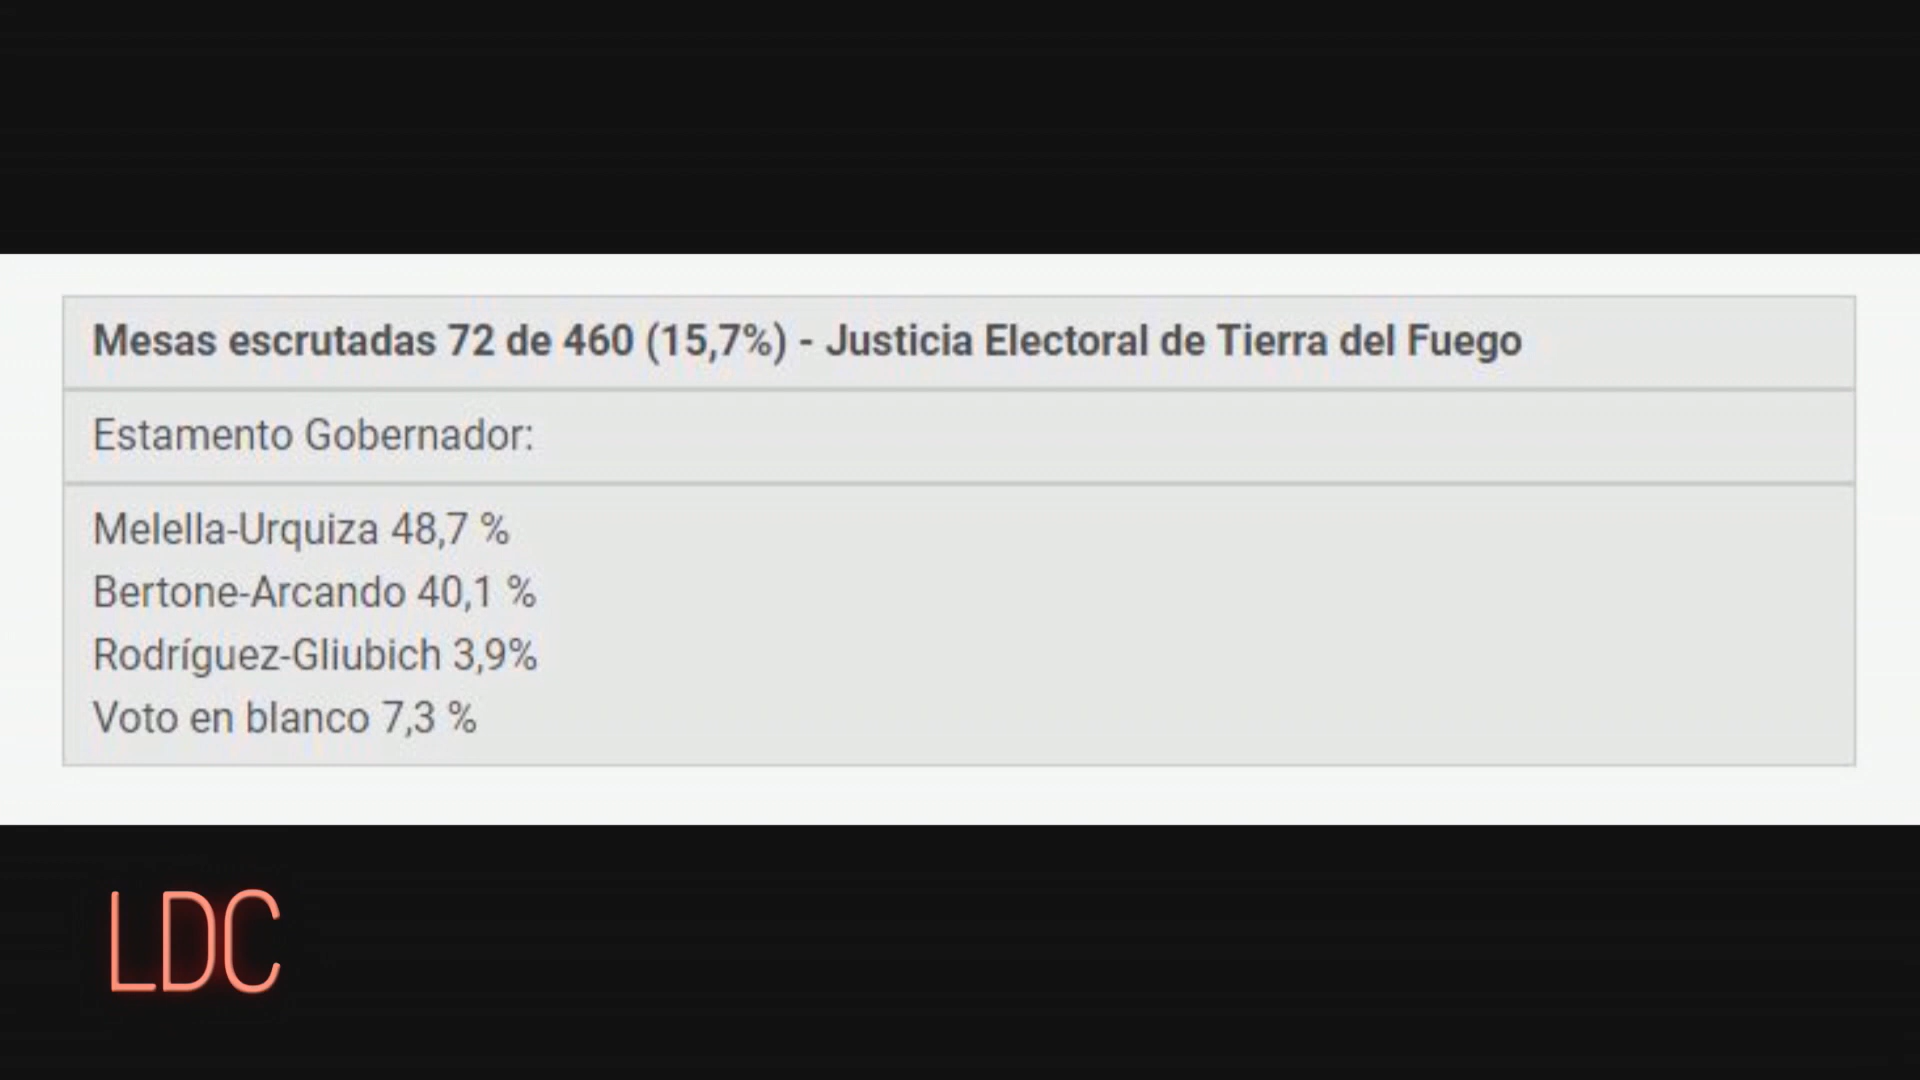 Mesas escrutadas 72 de 460 (15,7%) - Justicia Electoral de Tierra del Fuego
Estamento Gobernador:
Melella-Urquiza 48,7 %
Bertone-Arcando 40,1 %
Rodríguez-Gliubich 3,9%
Voto en blanco 7,3 %
LDC